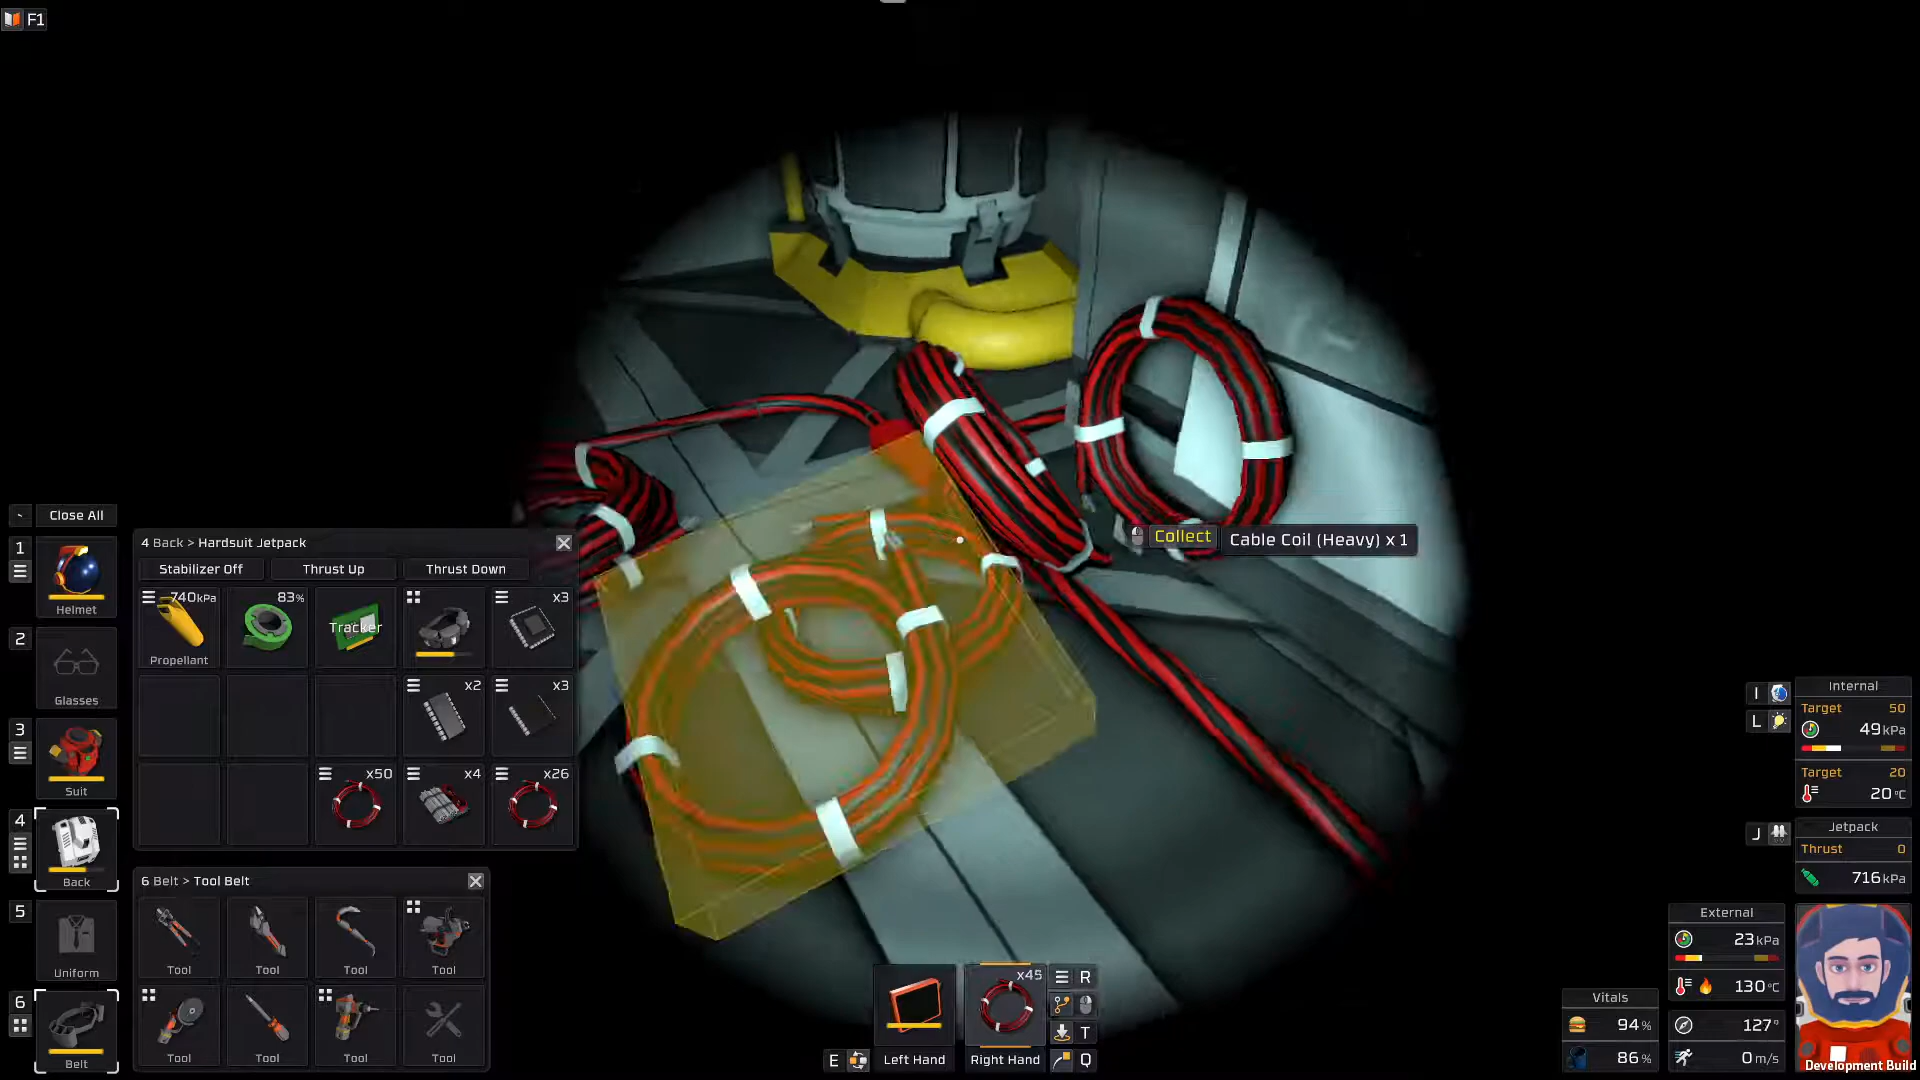 F1
Collect
Cable Coil (Heavy) x 1
~
Close All
1
Helmet
2
Glasses
3
Suit
4
Back
5
Uniform
6
Belt
4 Back > Hardsuit Jetpack
Stabilizer Off
Thrust Up
Thrust Down
740kPa
Propellant
83%
Tracker
x3
x2
x3
x50
x4
x26
6 Belt > Tool Belt
Tool
Tool
Tool
Tool
Tool
Tool
Tool
Tool
E
Left Hand
x45
Right Hand
R
T
Q
I
L
Internal
Target 50
49kPa
Target 20
20°C
J
Jetpack
Thrust 0
716kPa
External
23kPa
130°C
127°
0m/s
Vitals
94%
86%
Development Build